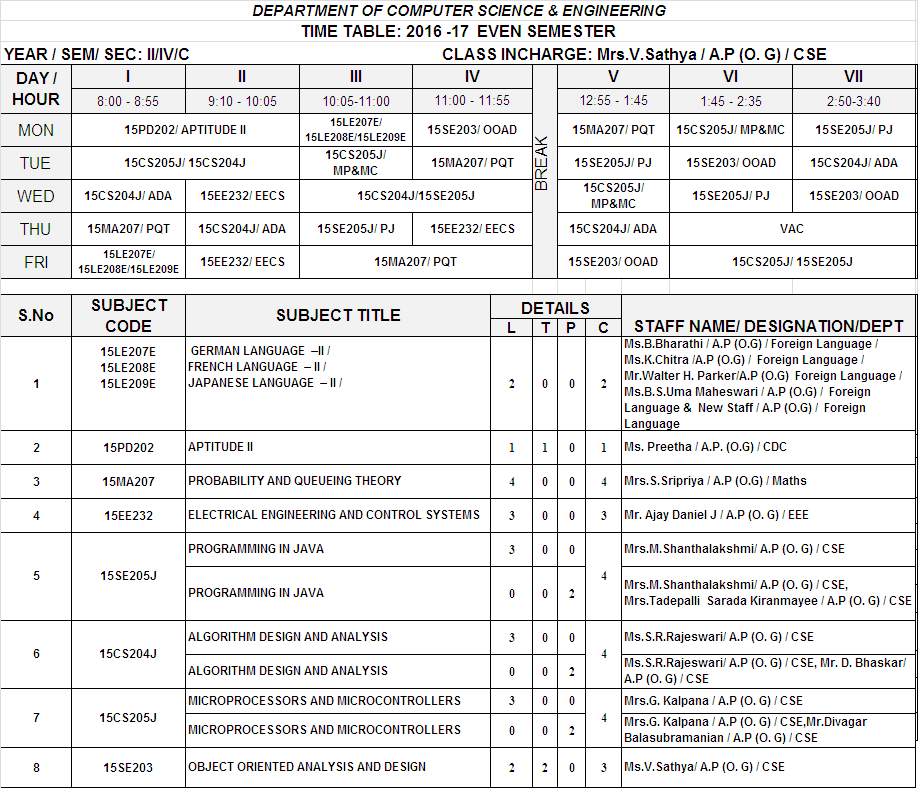 DEPARTMENT OF COMPUTER SCIENCE & ENGINEERING
TIME TABLE: 2016 -17 EVEN SEMESTER
YEAR / SEM/ SEC: II/IV/C CLASS INCHARGE: Mrs.V.Sathya / A.P (O. G) / CSE
DAY / HOUR I II III IV BREAK V VI VII
8:00 - 8:55 9:10 - 10:05 10:05-11:00 11:00 - 11:55 12:55 - 1:45 1:45 - 2:35 2:50-3:40
MON 15PD202/ APTITUDE II 15LE207E/ 15LE208E/15LE209E 15SE203/ OOAD 15MA207/ PQT 15CS205J/ MP&MC 15SE205J/ PJ
TUE 15CS205J/ 15CS204J 15CS205J/ MP&MC 15MA207/ PQT 15SE205J/ PJ 15SE203/ OOAD 15CS204J/ ADA
WED 15CS204J/ ADA 15EE232/ EECS 15CS204J/15SE205J 15CS205J/ MP&MC 15SE205J/ PJ 15SE203/ OOAD
THU 15MA207/ PQT 15CS204J/ ADA 15SE205J/ PJ 15EE232/ EECS 15CS204J/ ADA VAC
FRI 15LE207E/ 15LE208E/15LE209E 15EE232/ EECS 15MA207/ PQT 15SE203/ OOAD 15CS205J/ 15SE205J
S.No SUBJECT CODE SUBJECT TITLE DETAILS STAFF NAME/ DESIGNATION/DEPT
L T P C
1 15LE207E 15LE208E 15LE209E GERMAN LANGUAGE –II / FRENCH LANGUAGE – II / JAPANESE LANGUAGE – II / 2 0 0 2 Ms.B.Bharathi / A.P (O.G) / Foreign Language /
Ms.K.Chitra /A.P (O.G) / Foreign Language /
Mr.Walter H. Parker/A.P (O.G) Foreign Language /
Ms.B.S.Uma Maheswari / A.P (O.G) / Foreign
Language & New Staff / A.P (O.G) / Foreign
Language
2 15PD202 APTITUDE II 1 1 0 1 Ms. Preetha / A.P. (O.G) / CDC
3 15MA207 PROBABILITY AND QUEUEING THEORY 4 0 0 4 Mrs.S.Sripriya / A.P (O.G) / Maths
4 15EE232 ELECTRICAL ENGINEERING AND CONTROL SYSTEMS 3 0 0 3 Mr. Ajay Daniel J / A.P (O. G) / EEE
5 15SE205J PROGRAMMING IN JAVA 3 0 0 4 Mrs.M.Shanthalakshmi/ A.P (O. G) / CSE
PROGRAMMING IN JAVA 0 0 2 Mrs.M.Shanthalakshmi/ A.P (O. G) / CSE,
Mrs.Tadepalli Sarada Kiranmayee / A.P (O. G) / CSE
6 15CS204J ALGORITHM DESIGN AND ANALYSIS 3 0 0 4 Ms.S.R.Rajeswari/ A.P (O. G) / CSE
ALGORITHM DESIGN AND ANALYSIS 0 0 2 Ms.S.R.Rajeswari/ A.P (O. G) / CSE, Mr. D. Bhaskar/
A.P (O. G) / CSE
7 15CS205J MICROPROCESSORS AND MICROCONTROLLERS 3 0 0 4 Mrs.G. Kalpana / A.P (O. G) / CSE
MICROPROCESSORS AND MICROCONTROLLERS 0 0 2 Mrs.G. Kalpana / A.P (O. G) / CSE,Mr.Divagar
Balasubramanian / A.P (O. G) / CSE
8 15SE203 OBJECT ORIENTED ANALYSIS AND DESIGN 2 2 0 3 Ms.V.Sathya/ A.P (O. G) / CSE